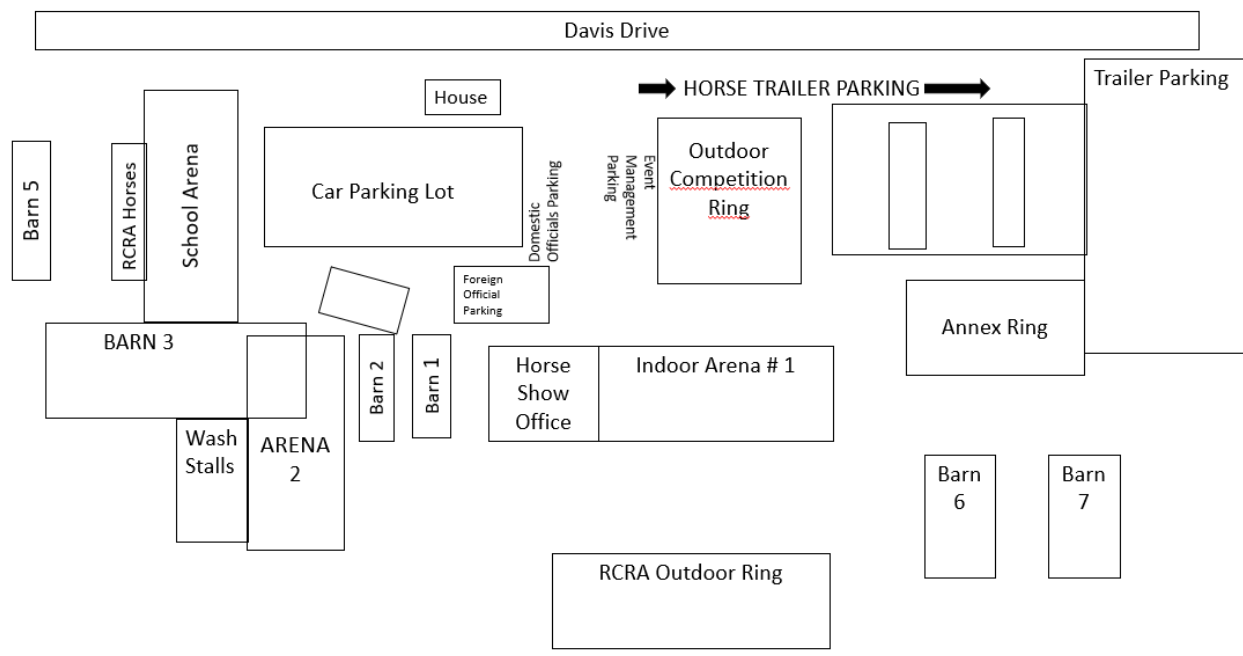 Davis Drive
HORSE TRAILER PARKING
Trailer Parking
House
Barn 5
RCRA Horses
School Arena
Car Parking Lot
Domestic
Officials Parking
Event
Management
Parking
Outdoor
Competition
Ring
Foreign
Official
Parking
Annex Ring
BARN 3
Barn 2
Barn 1
Horse
Show
Office
Indoor Arena # 1
Wash
Stalls
ARENA
2
Barn
6
Barn
7
RCRA Outdoor Ring